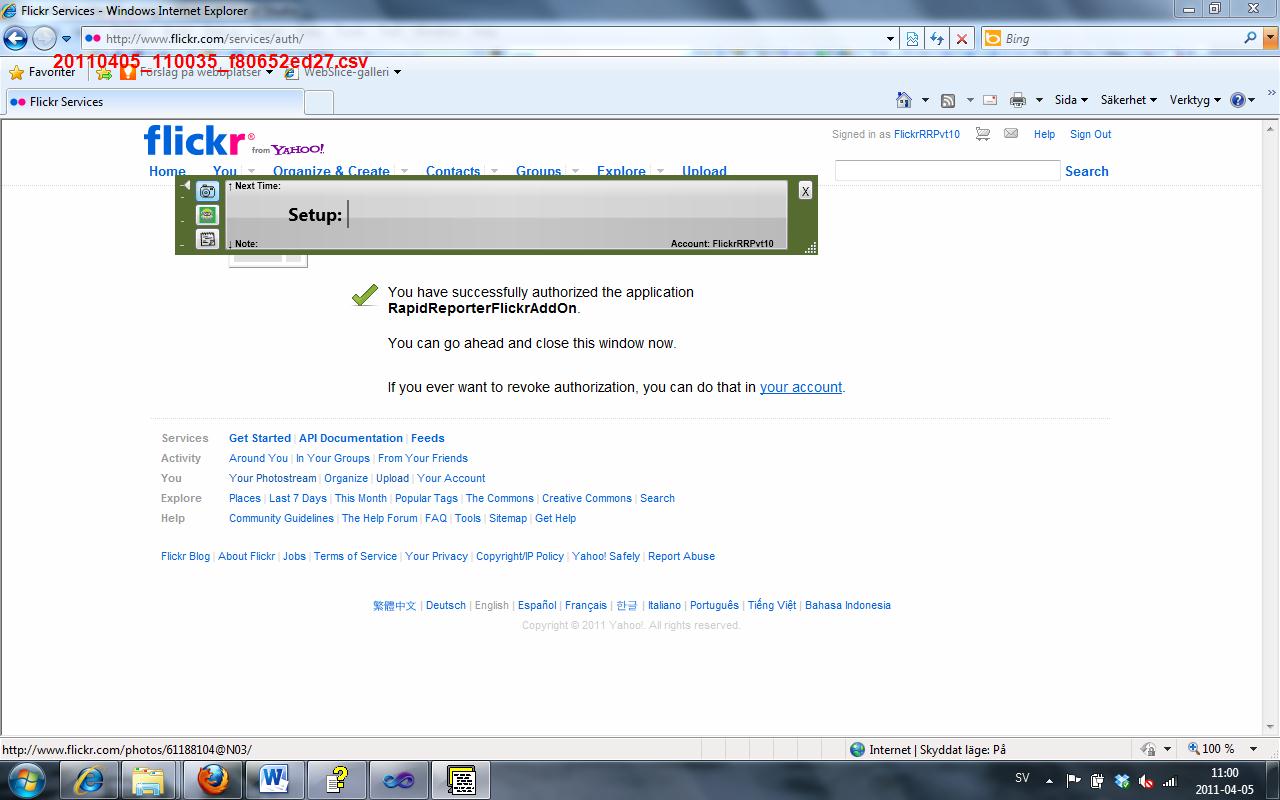 Flickr Services - Windows Internet Explorer
http://www.flickr.com/services/auth/
Bing
20110405_110035_f80652ed27.csv
Favoriter Förslag på webbplatser WebSlice-galleri
Flickr Services
Sida Säkerhet Verktyg
flickr® from YAHOO!
Signed in as FlickrRRPvt10 Help Sign Out
Home You Organize & Create Contacts Groups Explore Upload
Search
↑ Next Time:
X
Setup:
↓ Note:
Account: FlickrRRPvt10
You have successfully authorized the application
RapidReporterFlickrAddOn.
You can go ahead and close this window now.
If you ever want to revoke authorization, you can do that in your account.
Services Get Started | API Documentation | Feeds
Activity Around You | In Your Groups | From Your Friends
You Your Photostream | Organize | Upload | Your Account
Explore Places | Last 7 Days | This Month | Popular Tags | The Commons | Creative Commons | Search
Help Community Guidelines | The Help Forum | FAQ | Tools | Sitemap | Get Help
Flickr Blog | About Flickr | Jobs | Terms of Service | Your Privacy | Copyright/IP Policy | Yahoo! Safely | Report Abuse
繁體中文 | Deutsch | English | Español | Français | 한글 | Italiano | Português | Tiếng Việt | Bahasa Indonesia
Copyright © 2011 Yahoo!. All rights reserved.
http://www.flickr.com/photos/61188104@N03/
Internet | Skyddat läge: På
100 %
SV
11:00
2011-04-05